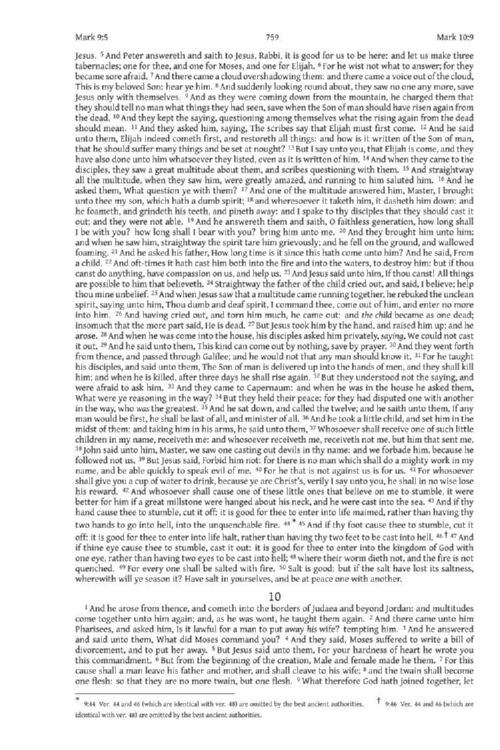 Mark 9:5 759 Mark 10:9
Jesus. 5 And Peter answereth and saith to Jesus, Rabbi, it is good for us to be here: and let us make three
tabernacles; one for thee, and one for Moses, and one for Elijah. 6 For he wist not what to answer; for they
became sore afraid. 7 And there came a cloud overshadowing them: and there came a voice out of the cloud,
This is my beloved Son: hear ye him. 8 And suddenly looking round about, they saw no one any more, save
Jesus only with themselves. 9 And as they were coming down from the mountain, he charged them that
they should tell no man what things they had seen, save when the Son of man should have risen again from
the dead. 10 And they kept the saying, questioning among themselves what the rising again from the dead
should mean. 11 And they asked him, saying, The scribes say that Elijah must first come. 12 And he said
unto them, Elijah indeed cometh first, and restoreth all things: and how is it written of the Son of man,
that he should suffer many things and be set at nought? 13 But I say unto you, that Elijah is come, and they
have also done unto him whatsoever they listed, even as it is written of him. 14 And when they came to the
disciples, they saw a great multitude about them, and scribes questioning with them. 15 And straightway
all the multitude, when they saw him, were greatly amazed, and running to him saluted him. 16 And he
asked them, What question ye with them? 17 And one of the multitude answered him, Master, I brought
unto thee my son, which hath a dumb spirit; 18 and wheresoever it taketh him, it dasheth him down: and
he foameth, and grindeth his teeth, and pineth away: and I spake to thy disciples that they should cast it
out; and they were not able. 19 And he answereth them and saith, O faithless generation, how long shall
I be with you? how long shall I bear with you? bring him unto me. 20 And they brought him unto him:
and when he saw him, straightway the spirit tare him grievously; and he fell on the ground, and wallowed
foaming. 21 And he asked his father, How long time is it since this hath come unto him? And he said, From
a child. 22 And oft-times it hath cast him both into the fire and into the waters, to destroy him: but if thou
canst do anything, have compassion on us, and help us. 23 And Jesus said unto him, If thou canst! All things
are possible to him that believeth. 24 Straightway the father of the child cried out, and said, I believe; help
thou mine unbelief. 25 And when Jesus saw that a multitude came running together, he rebuked the unclean
spirit, saying unto him, Thou dumb and deaf spirit, I command thee, come out of him, and enter no more
into him. 26 And having cried out, and torn him much, he came out: and the child became as one dead;
insomuch that the more part said, He is dead. 27 But Jesus took him by the hand, and raised him up; and he
arose. 28 And when he was come into the house, his disciples asked him privately, saying, We could not cast
it out. 29 And he said unto them, This kind can come out by nothing, save by prayer. 30 And they went forth
from thence, and passed through Galilee; and he would not that any man should know it. 31 For he taught
his disciples, and said unto them, The Son of man is delivered up into the hands of men, and they shall kill
him; and when he is killed, after three days he shall rise again. 32 But they understood not the saying, and
were afraid to ask him. 33 And they came to Capernaum: and when he was in the house he asked them,
What were ye reasoning in the way? 34 But they held their peace: for they had disputed one with another
in the way, who was the greatest. 35 And he sat down, and called the twelve; and he saith unto them, If any
man would be first, he shall be last of all, and minister of all. 36 And he took a little child, and set him in the
midst of them: and taking him in his arms, he said unto them, 37 Whosoever shall receive one of such little
children in my name, receiveth me: and whosoever receiveth me, receiveth not me, but him that sent me.
38 John said unto him, Master, we saw one casting out devils in thy name: and we forbade him, because he
followed not us. 39 But Jesus said, Forbid him not: for there is no man which shall do a mighty work in my
name, and be able quickly to speak evil of me. 40 For he that is not against us is for us. 41 For whosoever
shall give you a cup of water to drink, because ye are Christ's, verily I say unto you, he shall in no wise lose
his reward. 42 And whosoever shall cause one of these little ones that believe on me to stumble, it were
better for him if a great millstone were hanged about his neck, and he were cast into the sea. 43 And if thy
hand cause thee to stumble, cut it off: it is good for thee to enter into life maimed, rather than having thy
two hands to go into hell, into the unquenchable fire. 44 * 45 And if thy foot cause thee to stumble, cut it
off: it is good for thee to enter into life halt, rather than having thy two feet to be cast into hell. 46 † 47 And
if thine eye cause thee to stumble, cast it out: it is good for thee to enter into the kingdom of God with
one eye, rather than having two eyes to be cast into hell; 48 where their worm dieth not, and the fire is not
quenched. 49 For every one shall be salted with fire. 50 Salt is good: but if the salt have lost its saltness,
wherewith will ye season it? Have salt in yourselves, and be at peace one with another.
10
1 And he arose from thence, and cometh into the borders of Judaea and beyond Jordan: and multitudes
come together unto him again; and, as he was wont, he taught them again. 2 And there came unto him
Pharisees, and asked him, Is it lawful for a man to put away his wife? tempting him. 3 And he answered
and said unto them, What did Moses command you? 4 And they said, Moses suffered to write a bill of
divorcement, and to put her away. 5 But Jesus said unto them, For your hardness of heart he wrote you
this commandment. 6 But from the beginning of the creation, Male and female made he them. 7 For this
cause shall a man leave his father and mother, and shall cleave to his wife; 8 and the twain shall become
one flesh: so that they are no more twain, but one flesh. 9 What therefore God hath joined together, let
* 9:44 Ver. 44 and 46 (which are identical with ver. 48) are omitted by the best ancient authorities. † 9:46 Ver. 44 and 46 (which are
identical with ver. 48) are omitted by the best ancient authorities.